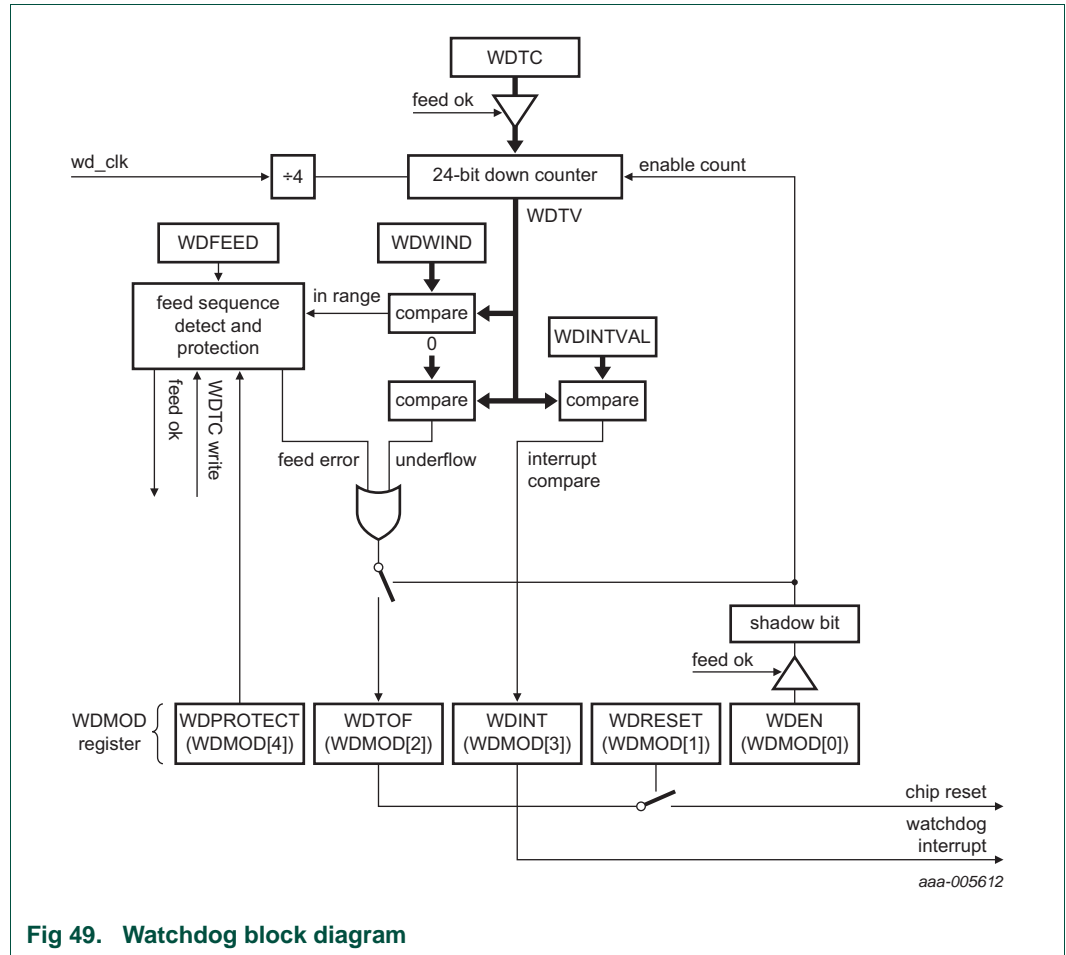 WDTC
feed ok
wd_clk
÷4
24-bit down counter
enable count
WDTV
WDFEED
WDWIND
feed sequence
detect and
protection
in range
compare
0
WDINTVAL
compare
compare
feed ok
WDTC write
feed error
underflow
interrupt
compare
shadow bit
feed ok
WDMOD
register
WDPROTECT
(WDMOD[4])
WDTOF
(WDMOD[2])
WDINT
(WDMOD[3])
WDRESET
(WDMOD[1])
WDEN
(WDMOD[0])
chip reset
watchdog
interrupt
aaa-005612
Fig 49. Watchdog block diagram